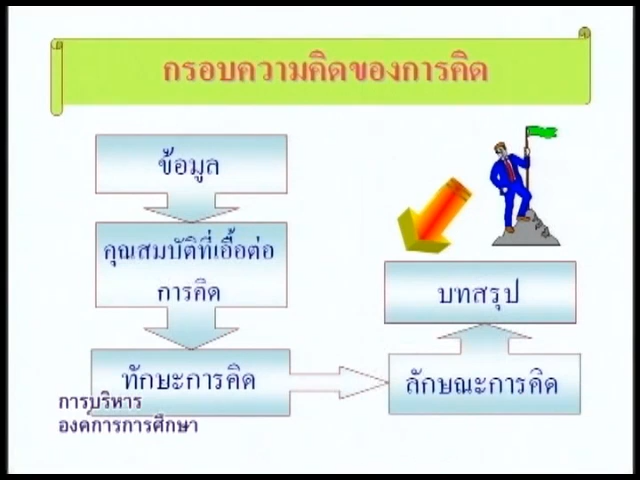 กรอบความคิดของการคิด
ข้อมูล
คุณสมบัติที่เอื้อต่อ
การคิด
ทักษะการคิด
ลักษณะการคิด
บทสรุป
การบริหาร
องค์การการศึกษา